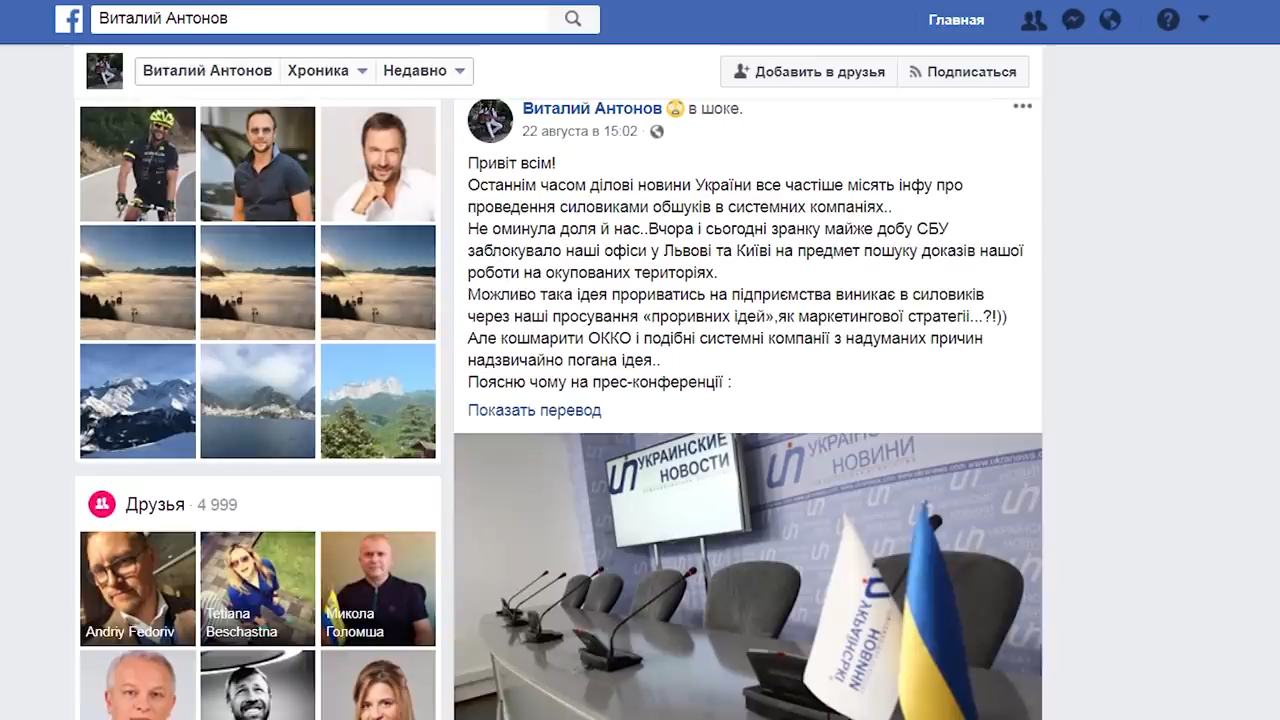 Виталий Антонов
Главная
Виталий Антонов Хроника Недавно
Добавить в друзья Подписаться
Виталий Антонов в шоке.
22 августа в 15:02
Привіт всім!
Останнім часом ділові новини України все частіше місять інфу про
проведення силовиками обшуків в системних компаніях..
Не оминула доля й нас..Вчора і сьогодні зранку майже добу СБУ
заблокувало наші офіси у Львові та Київі на предмет пошуку доказів нашої
роботи на окупованих територіях.
Можливо така ідея прориватись на підприємства виникає в силовиків
через наші просування «проривних ідей»,як маркетингової стратегії...?!))
Але кошмарити ОККО і подібні системні компанії з надуманих причин
надзвичайно погана ідея..
Поясню чому на прес-конференції :
Показать перевод
Друзья · 4 999
Andriy Fedoriv
Tetiana
Beschastna
Микола
Голомша
УКРАИНСКИЕ
НОВОСТИ
УКРАЇНСЬКІ
НОВИНИ
УКРАЇНСЬКІ
НОВИНИ